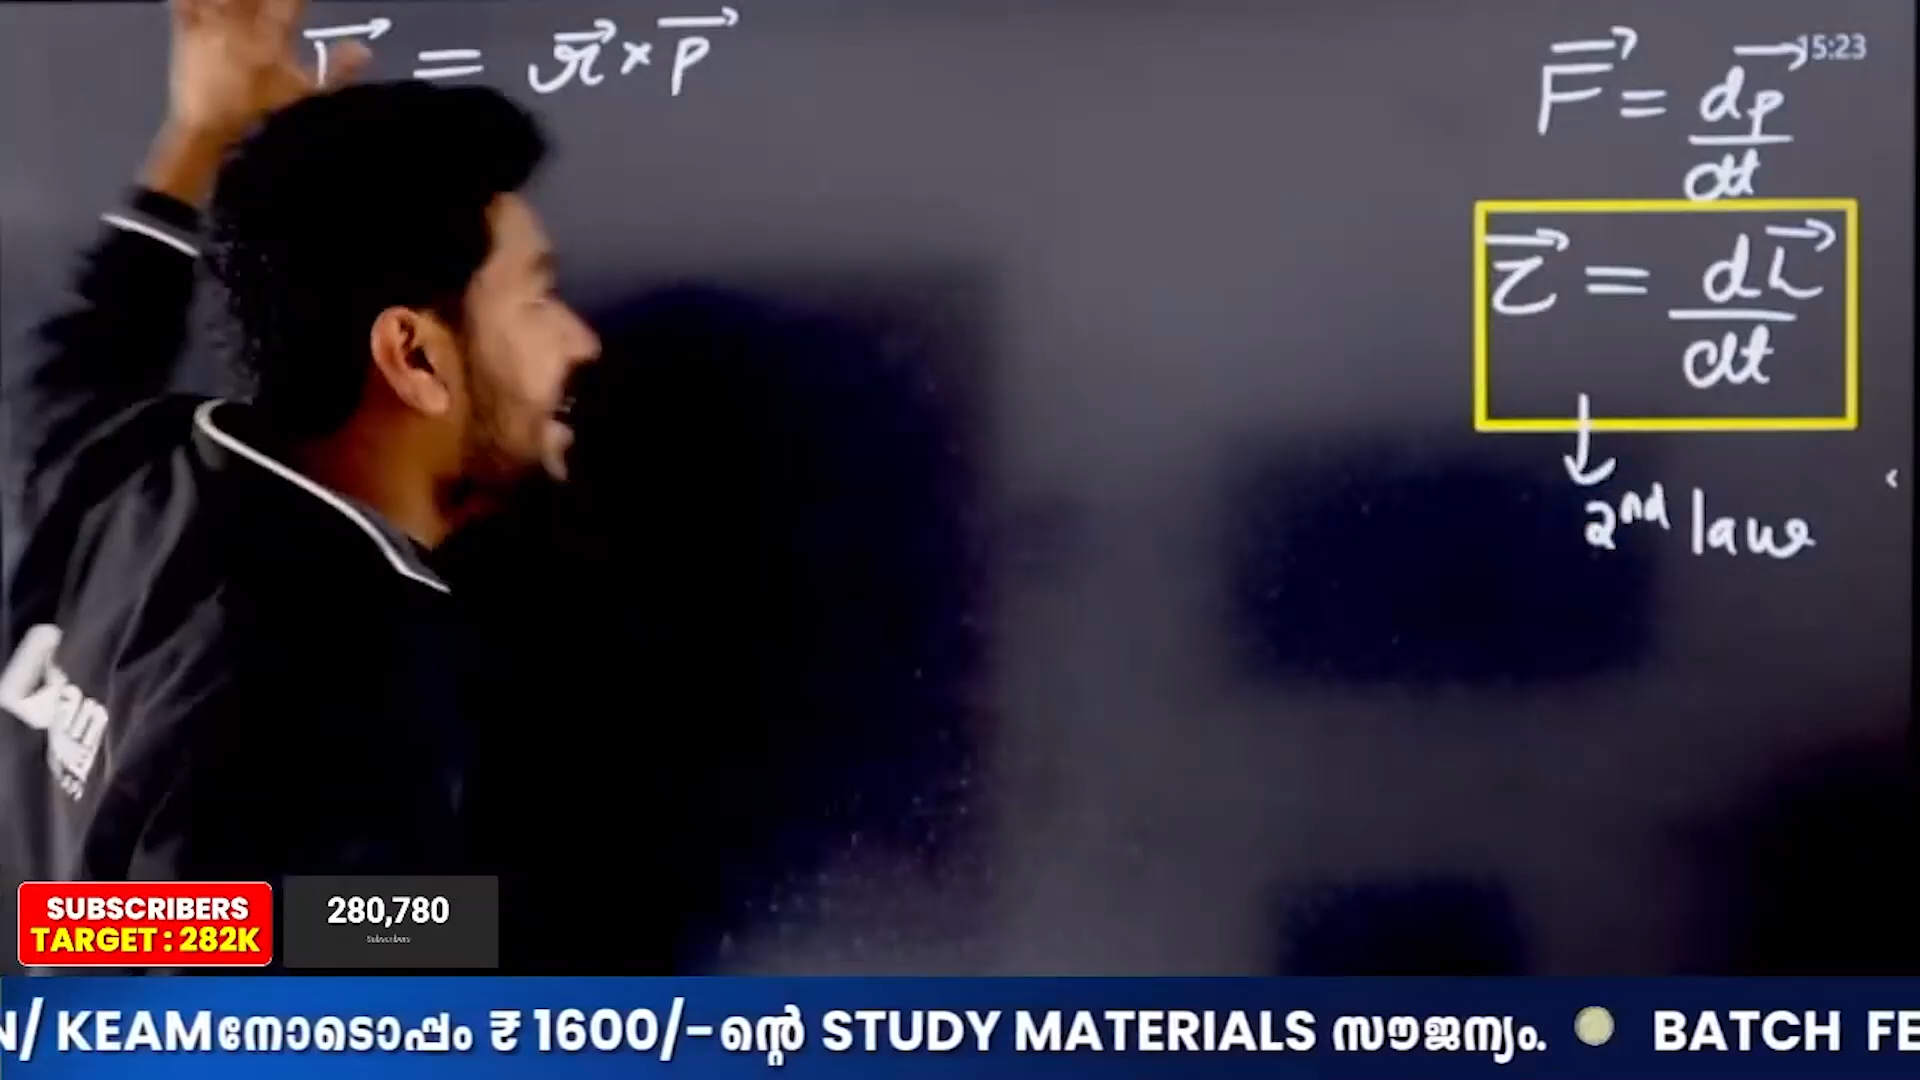 L⃗ = r⃗ × p⃗
15:23
F⃗ = dp⃗/dt
τ⃗ = dL⃗/dt
↓
2nd law
SUBSCRIBERS
TARGET : 282K
280,780
Subscribers
N/ KEAMനോടൊപ്പം ₹ 1600/-ന്റെ STUDY MATERIALS സൗജന്യം. BATCH FE